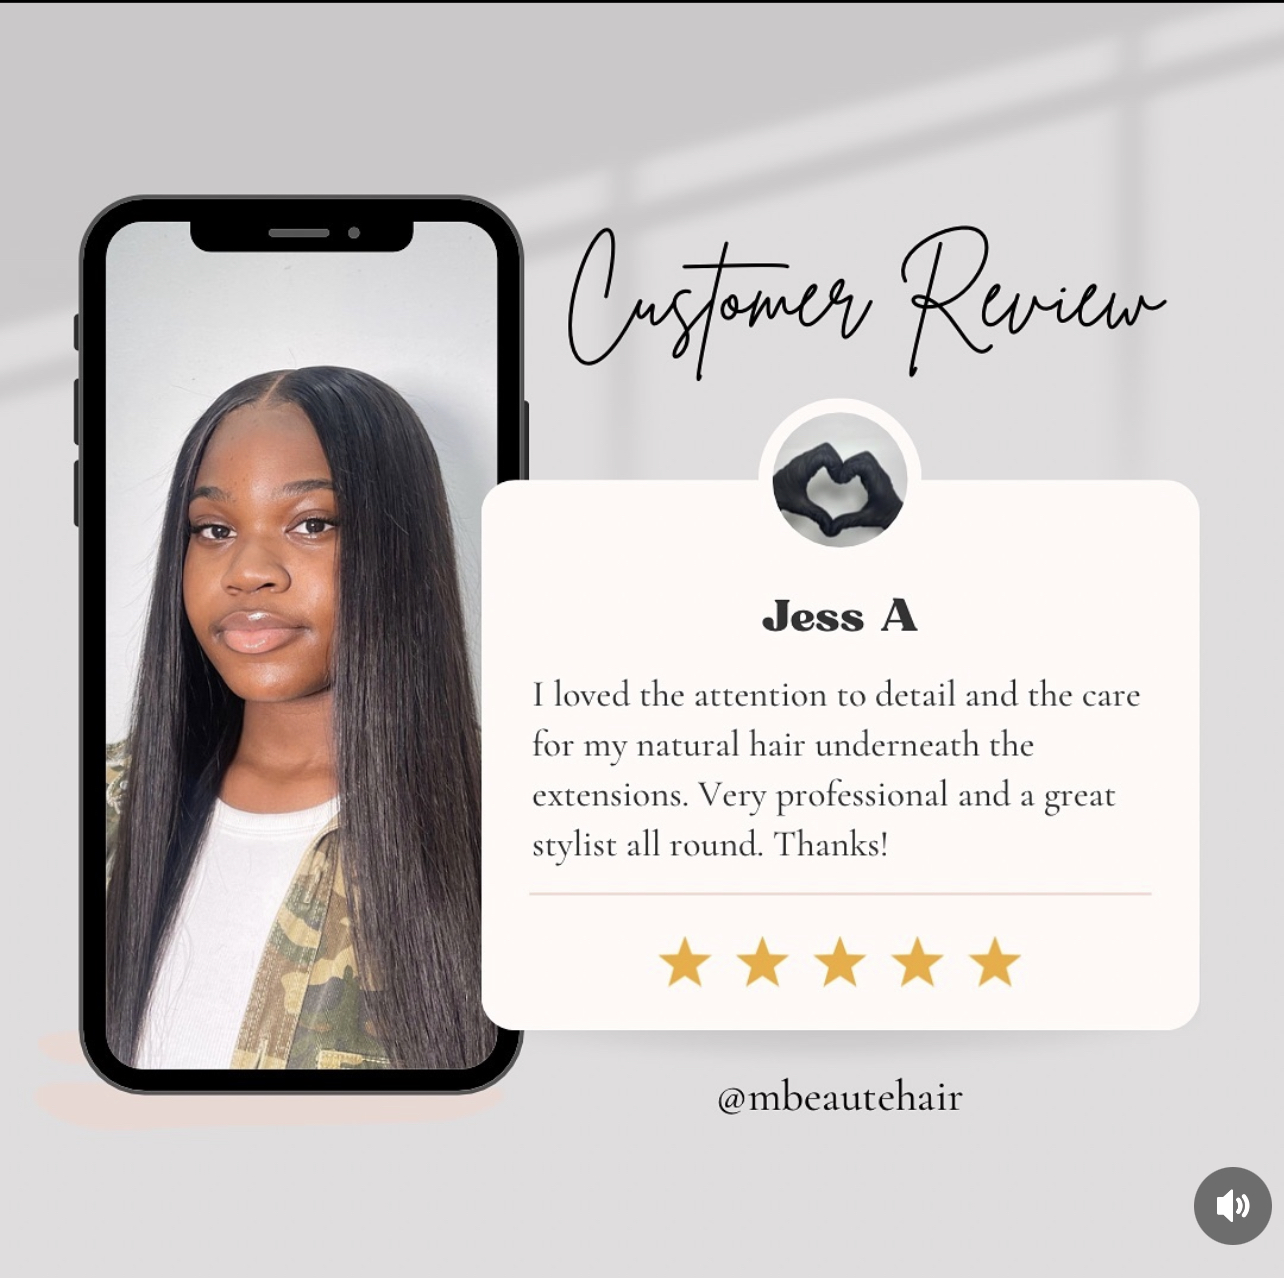 Customer Review
Jess A
I loved the attention to detail and the care
for my natural hair underneath the
extensions. Very professional and a great
stylist all round. Thanks!
@mbeautehair